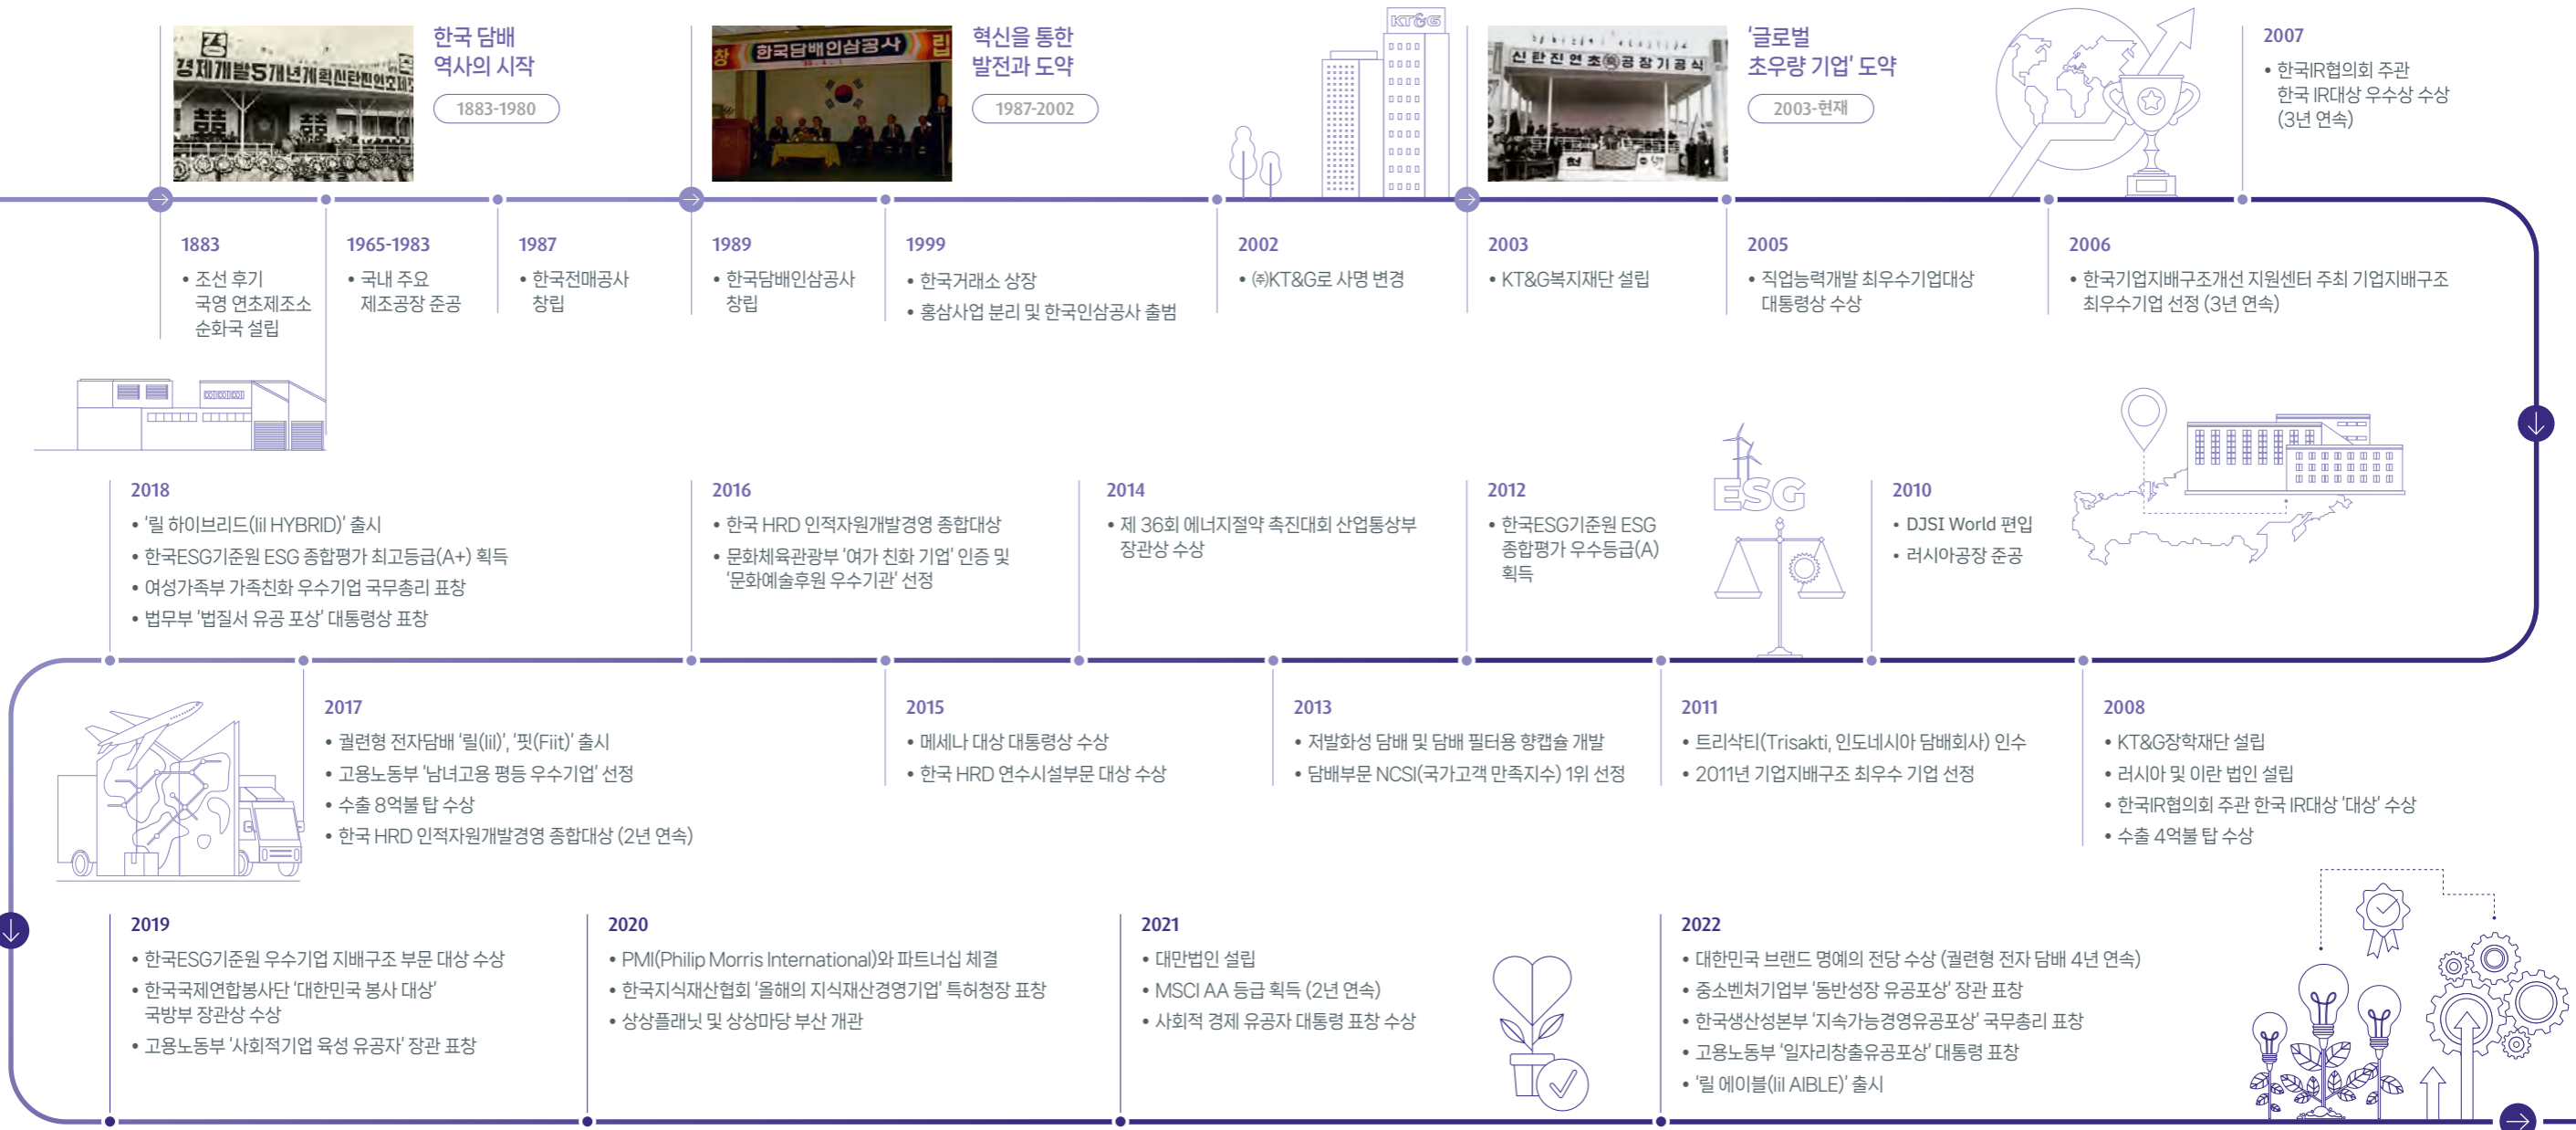 경
경제개발5개년계획신탄진연초제조
한국 담배
역사의 시작
1883-1980
창 한국담배인삼공사 립
혁신을 통한
발전과 도약
1987-2002
KT&G
신탄진연초공장기공식
'글로벌
초우량 기업' 도약
2003-현재
2007
• 한국IR협의회 주관
한국 IR대상 우수상 수상
(3년 연속)
1883
• 조선 후기
국영 연초제조소
순화국 설립
1965-1983
• 국내 주요
제조공장 준공
1987
• 한국전매공사
창립
1989
• 한국담배인삼공사
창립
1999
• 한국거래소 상장
• 홍삼사업 분리 및 한국인삼공사 출범
2002
• ㈜KT&G로 사명 변경
2003
• KT&G복지재단 설립
2005
• 직업능력개발 최우수기업대상
대통령상 수상
2006
• 한국기업지배구조개선 지원센터 주최 기업지배구조
최우수기업 선정 (3년 연속)
2018
• '릴 하이브리드(lil HYBRID)' 출시
• 한국ESG기준원 ESG 종합평가 최고등급(A+) 획득
• 여성가족부 가족친화 우수기업 국무총리 표창
• 법무부 '법질서 유공 포상' 대통령상 표창
2016
• 한국 HRD 인적자원개발경영 종합대상
• 문화체육관광부 '여가 친화 기업' 인증 및
'문화예술후원 우수기관' 선정
2014
• 제 36회 에너지절약 촉진대회 산업통상부
장관상 수상
2012
• 한국ESG기준원 ESG
종합평가 우수등급(A)
획득
ESG
2010
• DJSI World 편입
• 러시아공장 준공
2017
• 궐련형 전자담배 '릴(lil)', '핏(Fiit)' 출시
• 고용노동부 '남녀고용 평등 우수기업' 선정
• 수출 8억불 탑 수상
• 한국 HRD 인적자원개발경영 종합대상 (2년 연속)
2015
• 메세나 대상 대통령상 수상
• 한국 HRD 연수시설부문 대상 수상
2013
• 저발화성 담배 및 담배 필터용 향캡슐 개발
• 담배부문 NCSI(국가고객 만족지수) 1위 선정
2011
• 트리삭티(Trisakti, 인도네시아 담배회사) 인수
• 2011년 기업지배구조 최우수 기업 선정
2008
• KT&G장학재단 설립
• 러시아 및 이란 법인 설립
• 한국IR협의회 주관 한국 IR대상 '대상' 수상
• 수출 4억불 탑 수상
2019
• 한국ESG기준원 우수기업 지배구조 부문 대상 수상
• 한국국제연합봉사단 '대한민국 봉사 대상'
국방부 장관상 수상
• 고용노동부 '사회적기업 육성 유공자' 장관 표창
2020
• PMI(Philip Morris International)와 파트너십 체결
• 한국지식재산협회 '올해의 지식재산경영기업' 특허청장 표창
• 상상플래닛 및 상상마당 부산 개관
2021
• 대만법인 설립
• MSCI AA 등급 획득 (2년 연속)
• 사회적 경제 유공자 대통령 표창 수상
2022
• 대한민국 브랜드 명예의 전당 수상 (궐련형 전자 담배 4년 연속)
• 중소벤처기업부 '동반성장 유공포상' 장관 표창
• 한국생산성본부 '지속가능경영유공포상' 국무총리 표창
• 고용노동부 '일자리창출유공포상' 대통령 표창
• '릴 에이블(lil AIBLE)' 출시